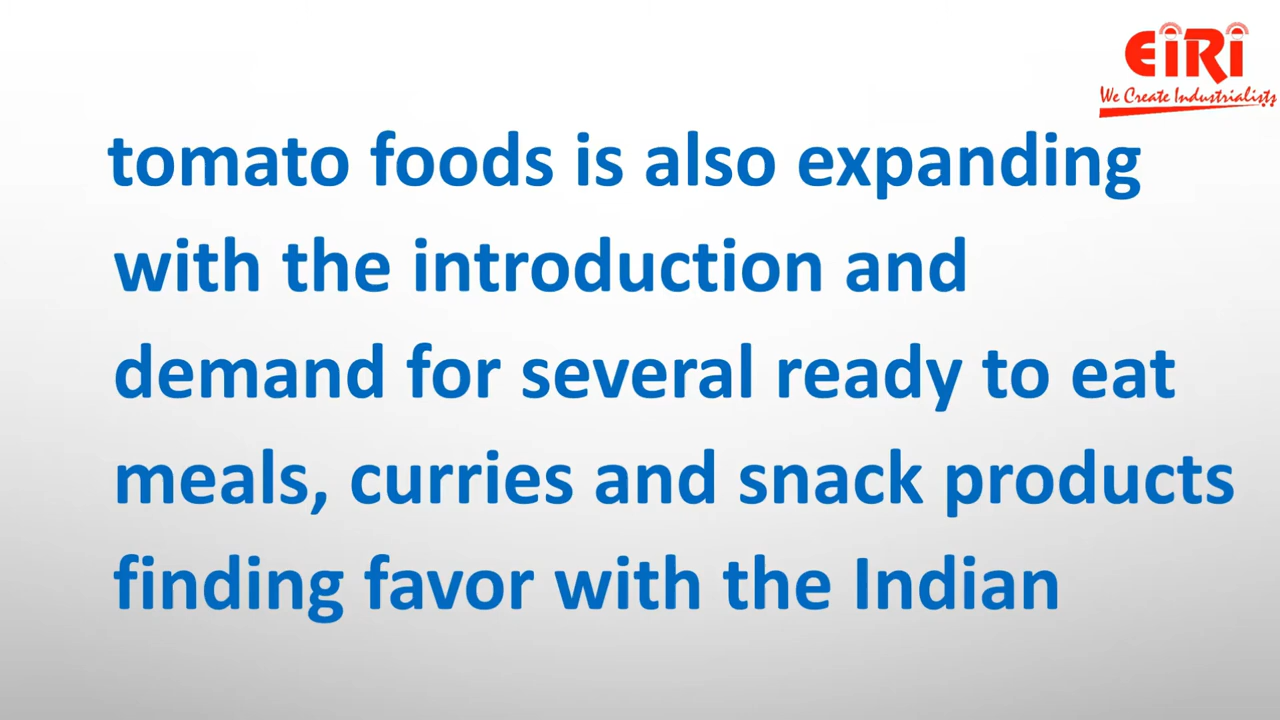 EiRi
We Create Industrialists
tomato foods is also expanding
with the introduction and
demand for several ready to eat
meals, curries and snack products
finding favor with the Indian